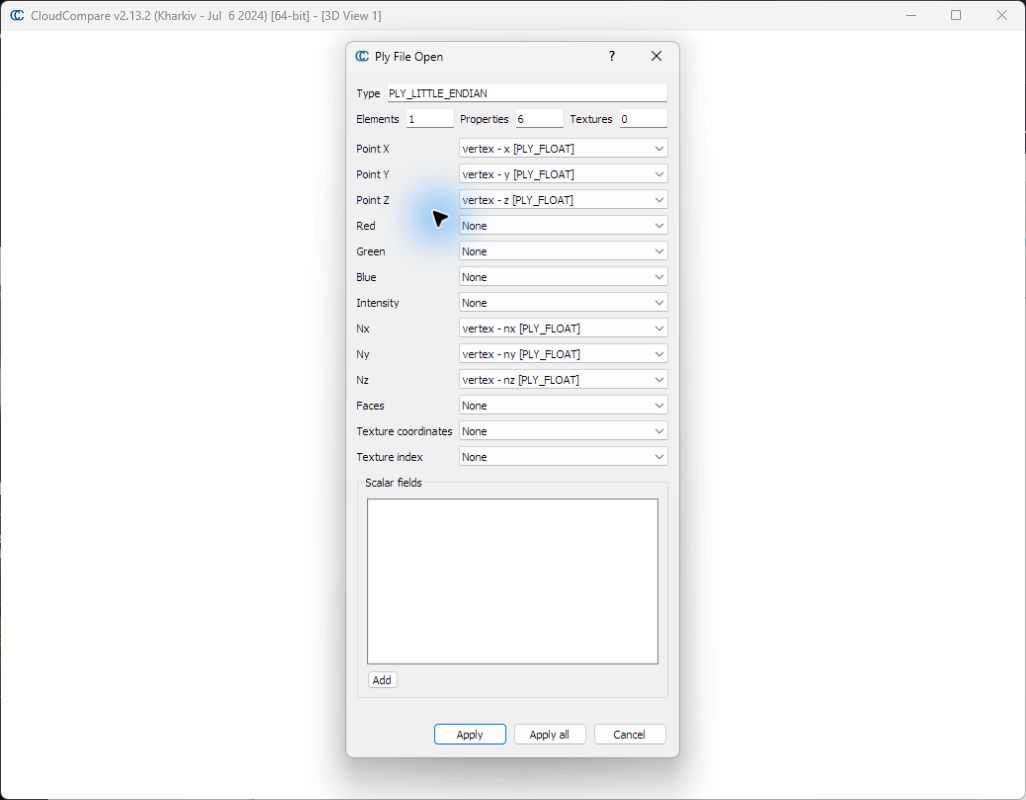 CloudCompare v2.13.2 (Kharkiv - Jul  6 2024) [64-bit] - [3D View 1]
Ply File Open
?
Type PLY_LITTLE_ENDIAN
Elements 1 Properties 6 Textures 0
Point X vertex - x [PLY_FLOAT]
Point Y vertex - y [PLY_FLOAT]
Point Z vertex - z [PLY_FLOAT]
Red None
Green None
Blue None
Intensity None
Nx vertex - nx [PLY_FLOAT]
Ny vertex - ny [PLY_FLOAT]
Nz vertex - nz [PLY_FLOAT]
Faces None
Texture coordinates None
Texture index None
Scalar fields
Add
Apply Apply all Cancel